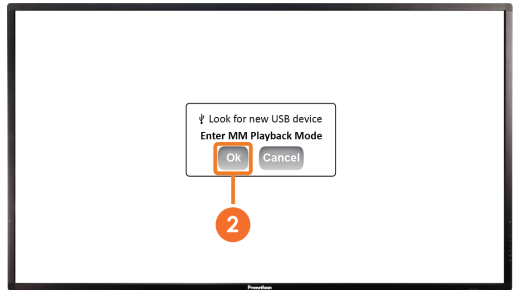 Look for new USB device
Enter MM Playback Mode
Ok Cancel
2
Promethean